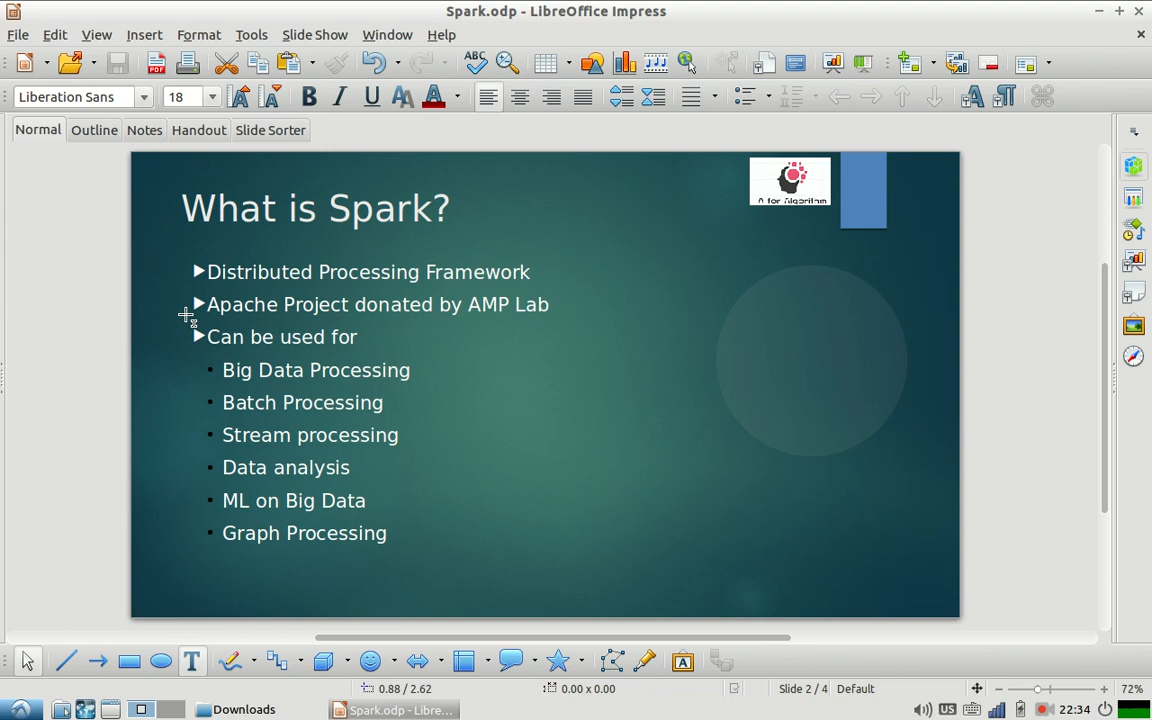 Spark.odp - LibreOffice Impress
File Edit View Insert Format Tools Slide Show Window Help
Liberation Sans 18
Normal Outline Notes Handout Slide Sorter
What is Spark?
A for Algorithm
Distributed Processing Framework
Apache Project donated by AMP Lab
Can be used for
• Big Data Processing
• Batch Processing
• Stream processing
• Data analysis
• ML on Big Data
• Graph Processing
0.88 / 2.62 0.00 x 0.00 Slide 2 / 4 Default 72%
Downloads Spark.odp - Libre... US 22:34